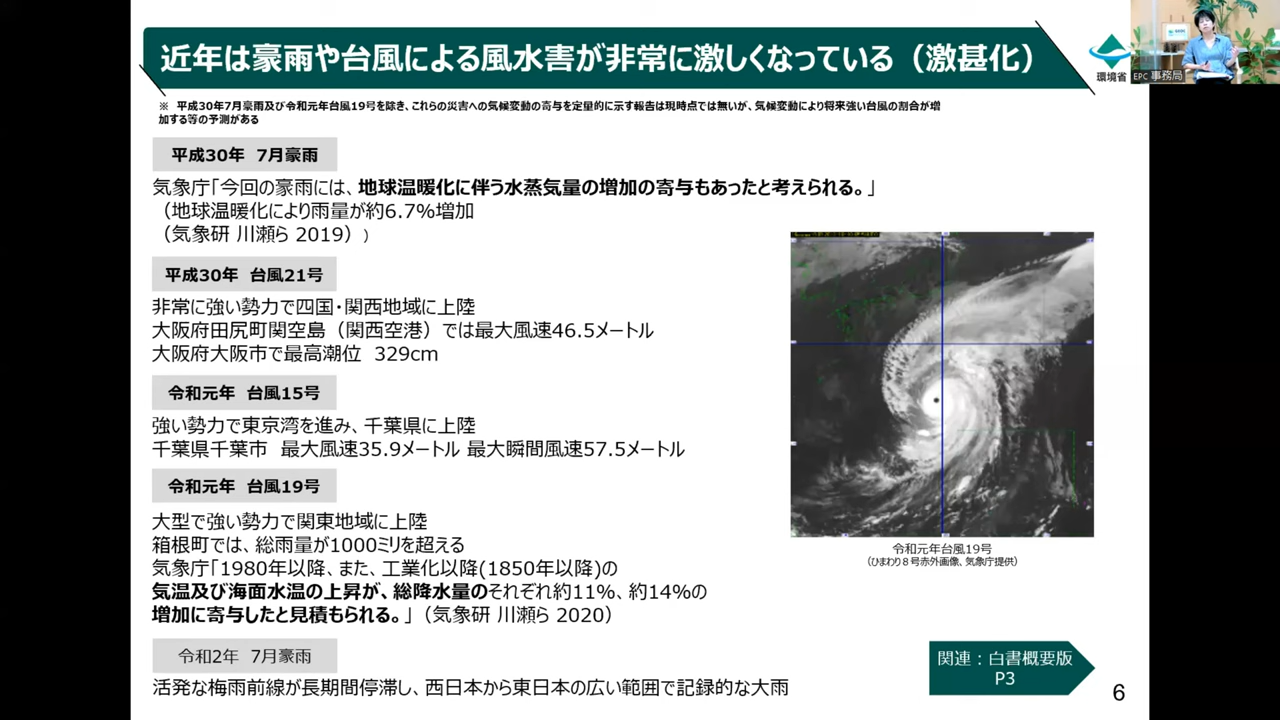 近年は豪雨や台風による風水害が非常に激しくなっている（激甚化）
環境省
EPC 事務局
※ 平成30年7月豪雨及び令和元年台風19号を除き、これらの災害への気候変動の寄与を定量的に示す報告は現時点では無いが、気候変動により将来強い台風の割合が増
加する等の予測がある
平成30年 7月豪雨
気象庁「今回の豪雨には、地球温暖化に伴う水蒸気量の増加の寄与もあったと考えられる。」
（地球温暖化により雨量が約6.7%増加
（気象研 川瀬ら 2019））
平成30年 台風21号
非常に強い勢力で四国・関西地域に上陸
大阪府田尻町関空島（関西空港）では最大風速46.5メートル
大阪府大阪市で最高潮位 329cm
令和元年 台風15号
強い勢力で東京湾を進み、千葉県に上陸
千葉県千葉市 最大風速35.9メートル 最大瞬間風速57.5メートル
令和元年 台風19号
大型で強い勢力で関東地域に上陸
箱根町では、総雨量が1000ミリを超える
気象庁「1980年以降、また、工業化以降(1850年以降)の
気温及び海面水温の上昇が、総降水量のそれぞれ約11%、約14%の
増加に寄与したと見積もられる。」（気象研 川瀬ら 2020）
令和元年台風19号
（ひまわり８号赤外画像、気象庁提供）
令和2年 7月豪雨
活発な梅雨前線が長期間停滞し、西日本から東日本の広い範囲で記録的な大雨
関連：白書概要版
P3
6